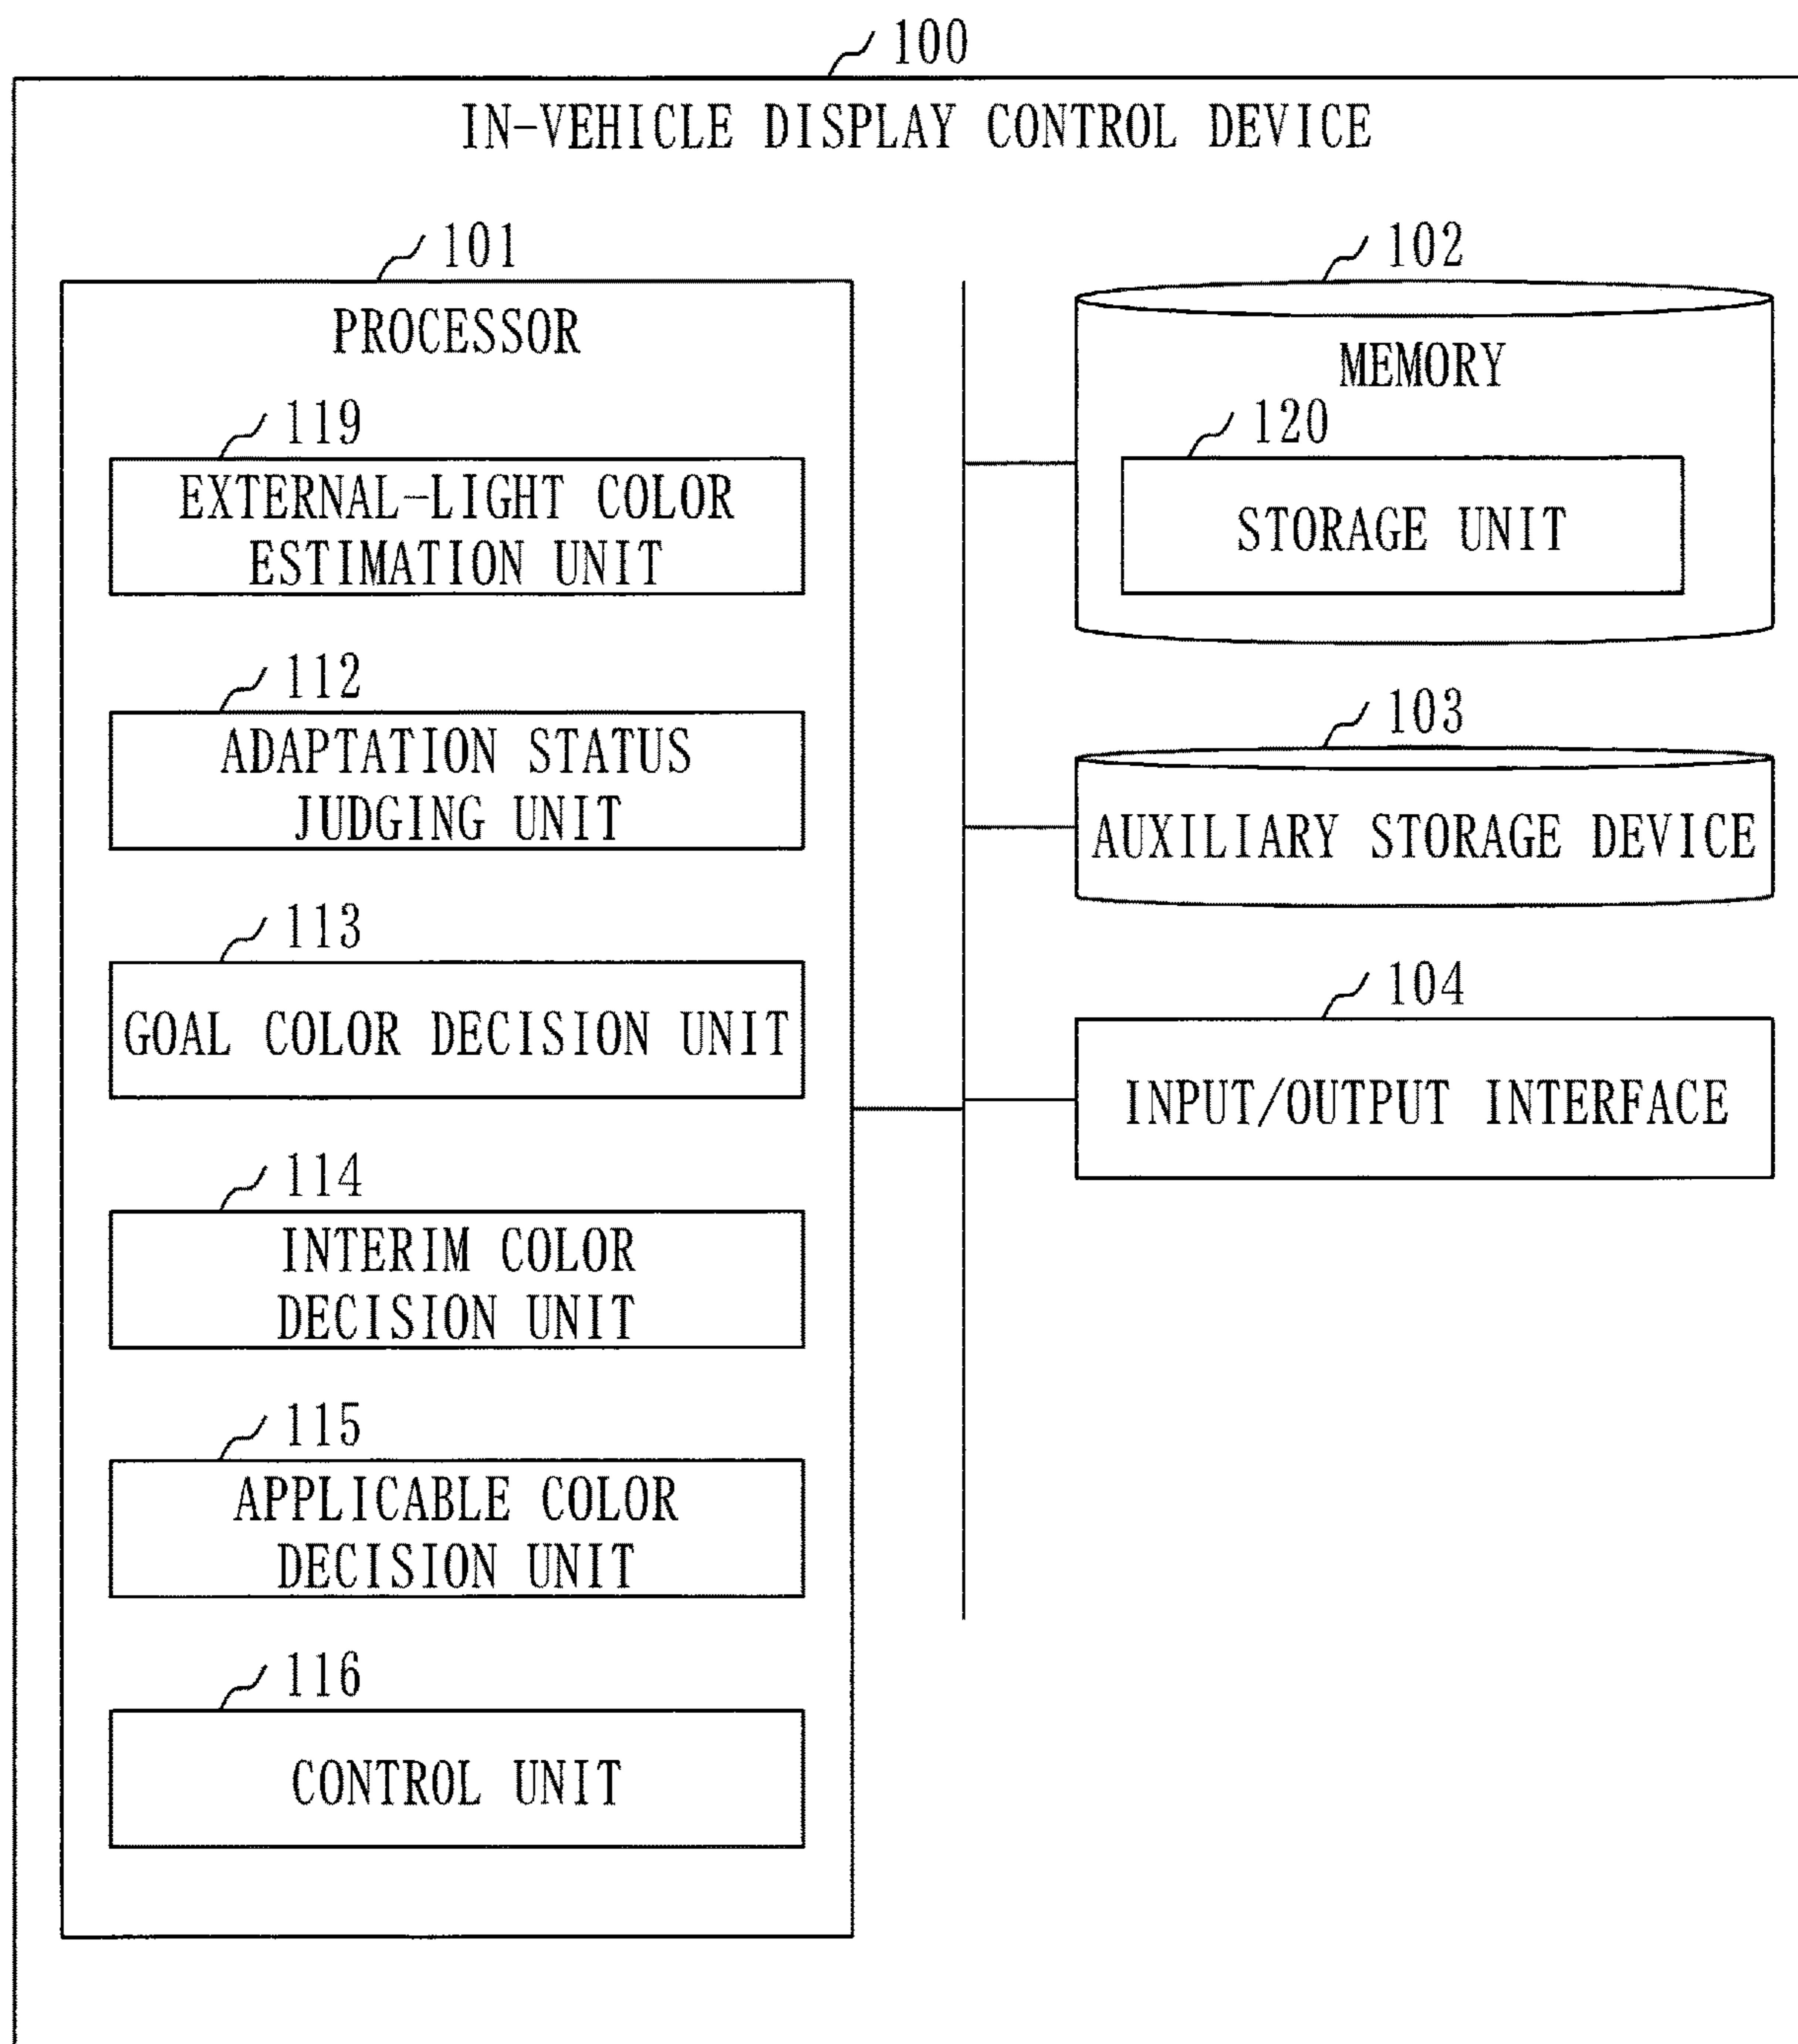 100
IN-VEHICLE DISPLAY CONTROL DEVICE
101
PROCESSOR
119
EXTERNAL-LIGHT COLOR
ESTIMATION UNIT
112
ADAPTATION STATUS
JUDGING UNIT
113
GOAL COLOR DECISION UNIT
114
INTERIM COLOR
DECISION UNIT
115
APPLICABLE COLOR
DECISION UNIT
116
CONTROL UNIT
102
MEMORY
120
STORAGE UNIT
103
AUXILIARY STORAGE DEVICE
104
INPUT/OUTPUT INTERFACE